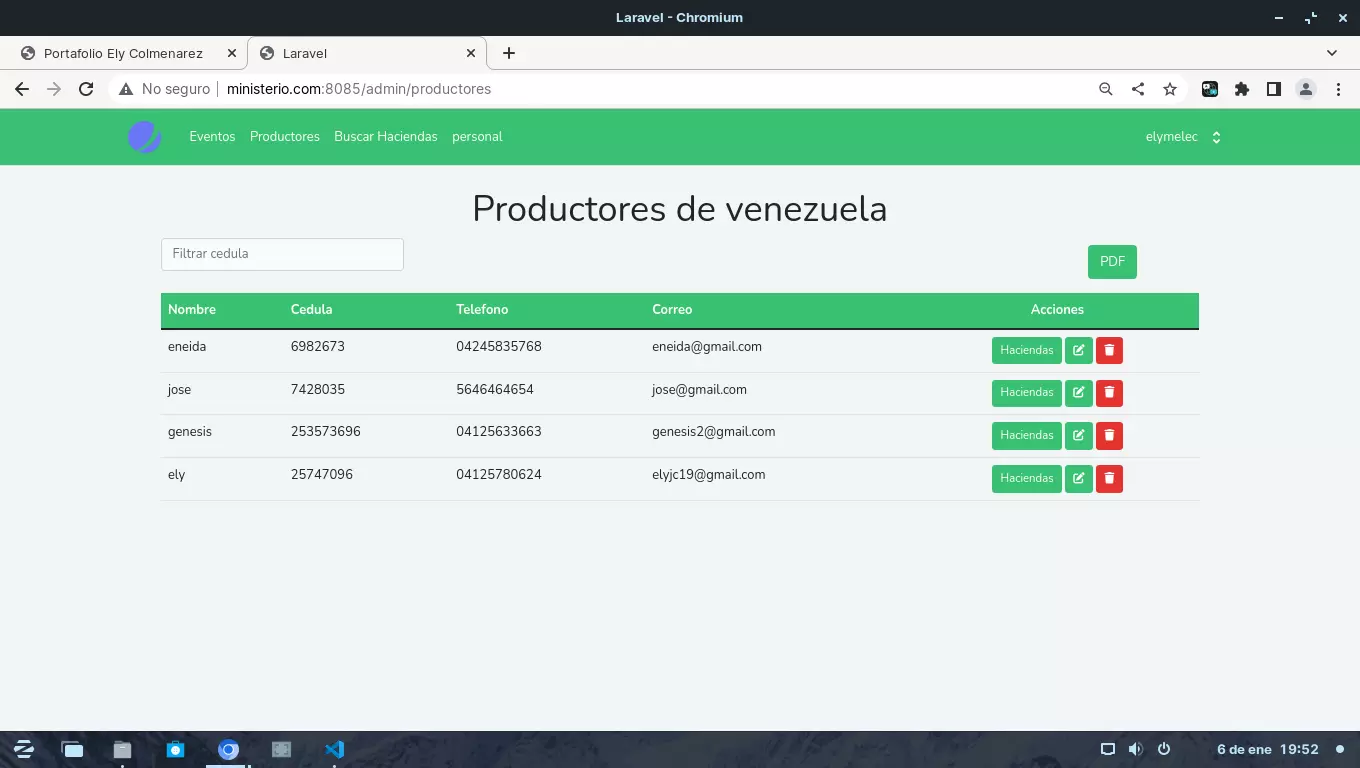 Laravel - Chromium
Portafolio Ely Colmenarez
Laravel
No seguro ministerio.com:8085/admin/productores
Eventos Productores Buscar Haciendas personal elymelec
Productores de venezuela
Filtrar cedula
PDF
Nombre Cedula Telefono Correo Acciones
eneida 6982673 04245835768 eneida@gmail.com Haciendas
jose 7428035 5646464654 jose@gmail.com Haciendas
genesis 253573696 04125633663 genesis2@gmail.com Haciendas
ely 25747096 04125780624 elyjc19@gmail.com Haciendas
6 de ene 19:52